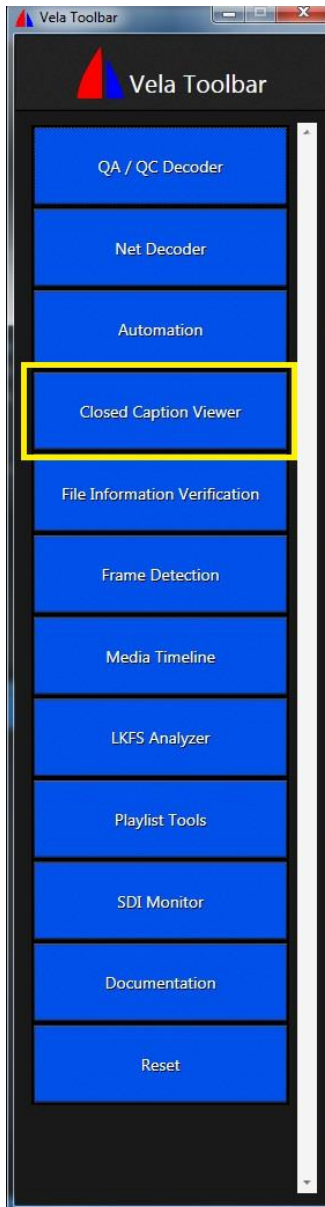 Vela Toolbar
Vela Toolbar
QA / QC Decoder
Net Decoder
Automation
Closed Caption Viewer
File Information Verification
Frame Detection
Media Timeline
LKFS Analyzer
Playlist Tools
SDI Monitor
Documentation
Reset